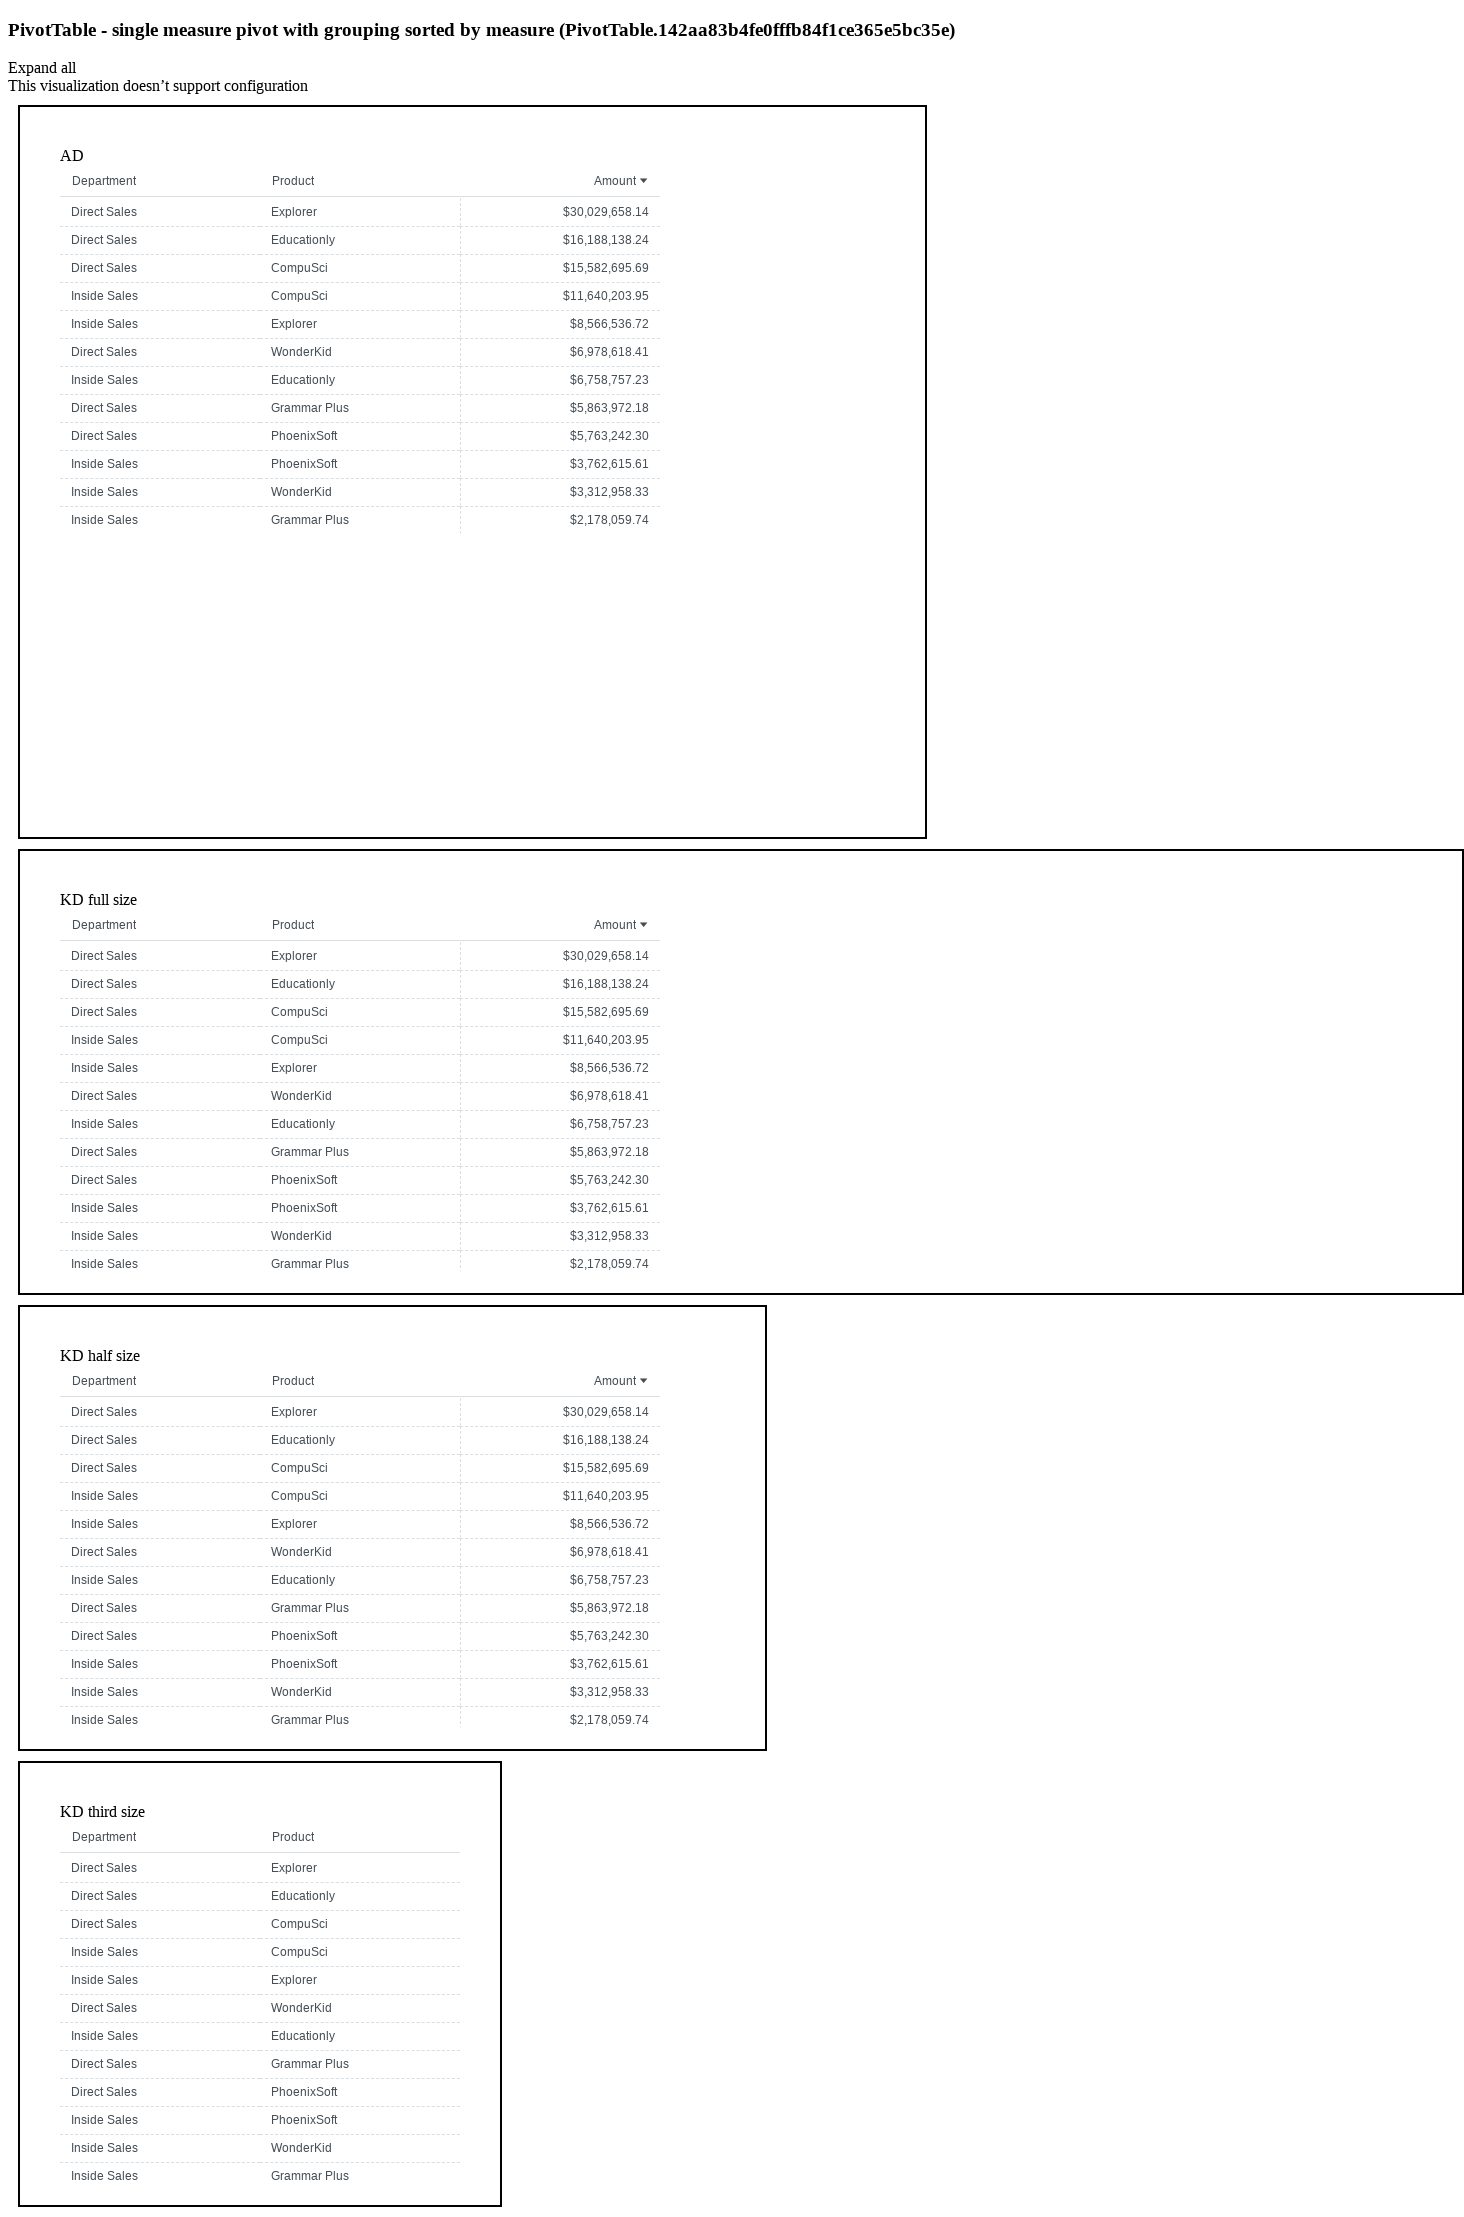 PivotTable - single measure pivot with grouping sorted by measure (PivotTable.142aa83b4fe0fffb84f1ce365e5bc35e)
Expand all
This visualization doesn’t support configuration
AD
Department Product Amount
Direct Sales Explorer $30,029,658.14
Direct Sales Educationly $16,188,138.24
Direct Sales CompuSci $15,582,695.69
Inside Sales CompuSci $11,640,203.95
Inside Sales Explorer $8,566,536.72
Direct Sales WonderKid $6,978,618.41
Inside Sales Educationly $6,758,757.23
Direct Sales Grammar Plus $5,863,972.18
Direct Sales PhoenixSoft $5,763,242.30
Inside Sales PhoenixSoft $3,762,615.61
Inside Sales WonderKid $3,312,958.33
Inside Sales Grammar Plus $2,178,059.74
KD full size
Department Product Amount
Direct Sales Explorer $30,029,658.14
Direct Sales Educationly $16,188,138.24
Direct Sales CompuSci $15,582,695.69
Inside Sales CompuSci $11,640,203.95
Inside Sales Explorer $8,566,536.72
Direct Sales WonderKid $6,978,618.41
Inside Sales Educationly $6,758,757.23
Direct Sales Grammar Plus $5,863,972.18
Direct Sales PhoenixSoft $5,763,242.30
Inside Sales PhoenixSoft $3,762,615.61
Inside Sales WonderKid $3,312,958.33
Inside Sales Grammar Plus $2,178,059.74
KD half size
Department Product Amount
Direct Sales Explorer $30,029,658.14
Direct Sales Educationly $16,188,138.24
Direct Sales CompuSci $15,582,695.69
Inside Sales CompuSci $11,640,203.95
Inside Sales Explorer $8,566,536.72
Direct Sales WonderKid $6,978,618.41
Inside Sales Educationly $6,758,757.23
Direct Sales Grammar Plus $5,863,972.18
Direct Sales PhoenixSoft $5,763,242.30
Inside Sales PhoenixSoft $3,762,615.61
Inside Sales WonderKid $3,312,958.33
Inside Sales Grammar Plus $2,178,059.74
KD third size
Department Product
Direct Sales Explorer
Direct Sales Educationly
Direct Sales CompuSci
Inside Sales CompuSci
Inside Sales Explorer
Direct Sales WonderKid
Inside Sales Educationly
Direct Sales Grammar Plus
Direct Sales PhoenixSoft
Inside Sales PhoenixSoft
Inside Sales WonderKid
Inside Sales Grammar Plus